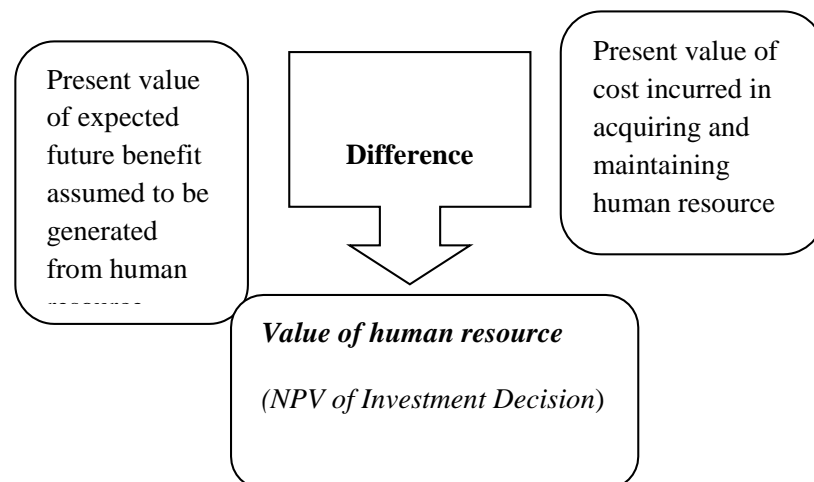 Present value
of expected
future benefit
assumed to be
generated
from human
Difference
Present value of
cost incurred in
acquiring and
maintaining
human resource
Value of human resource
(NPV of Investment Decision)